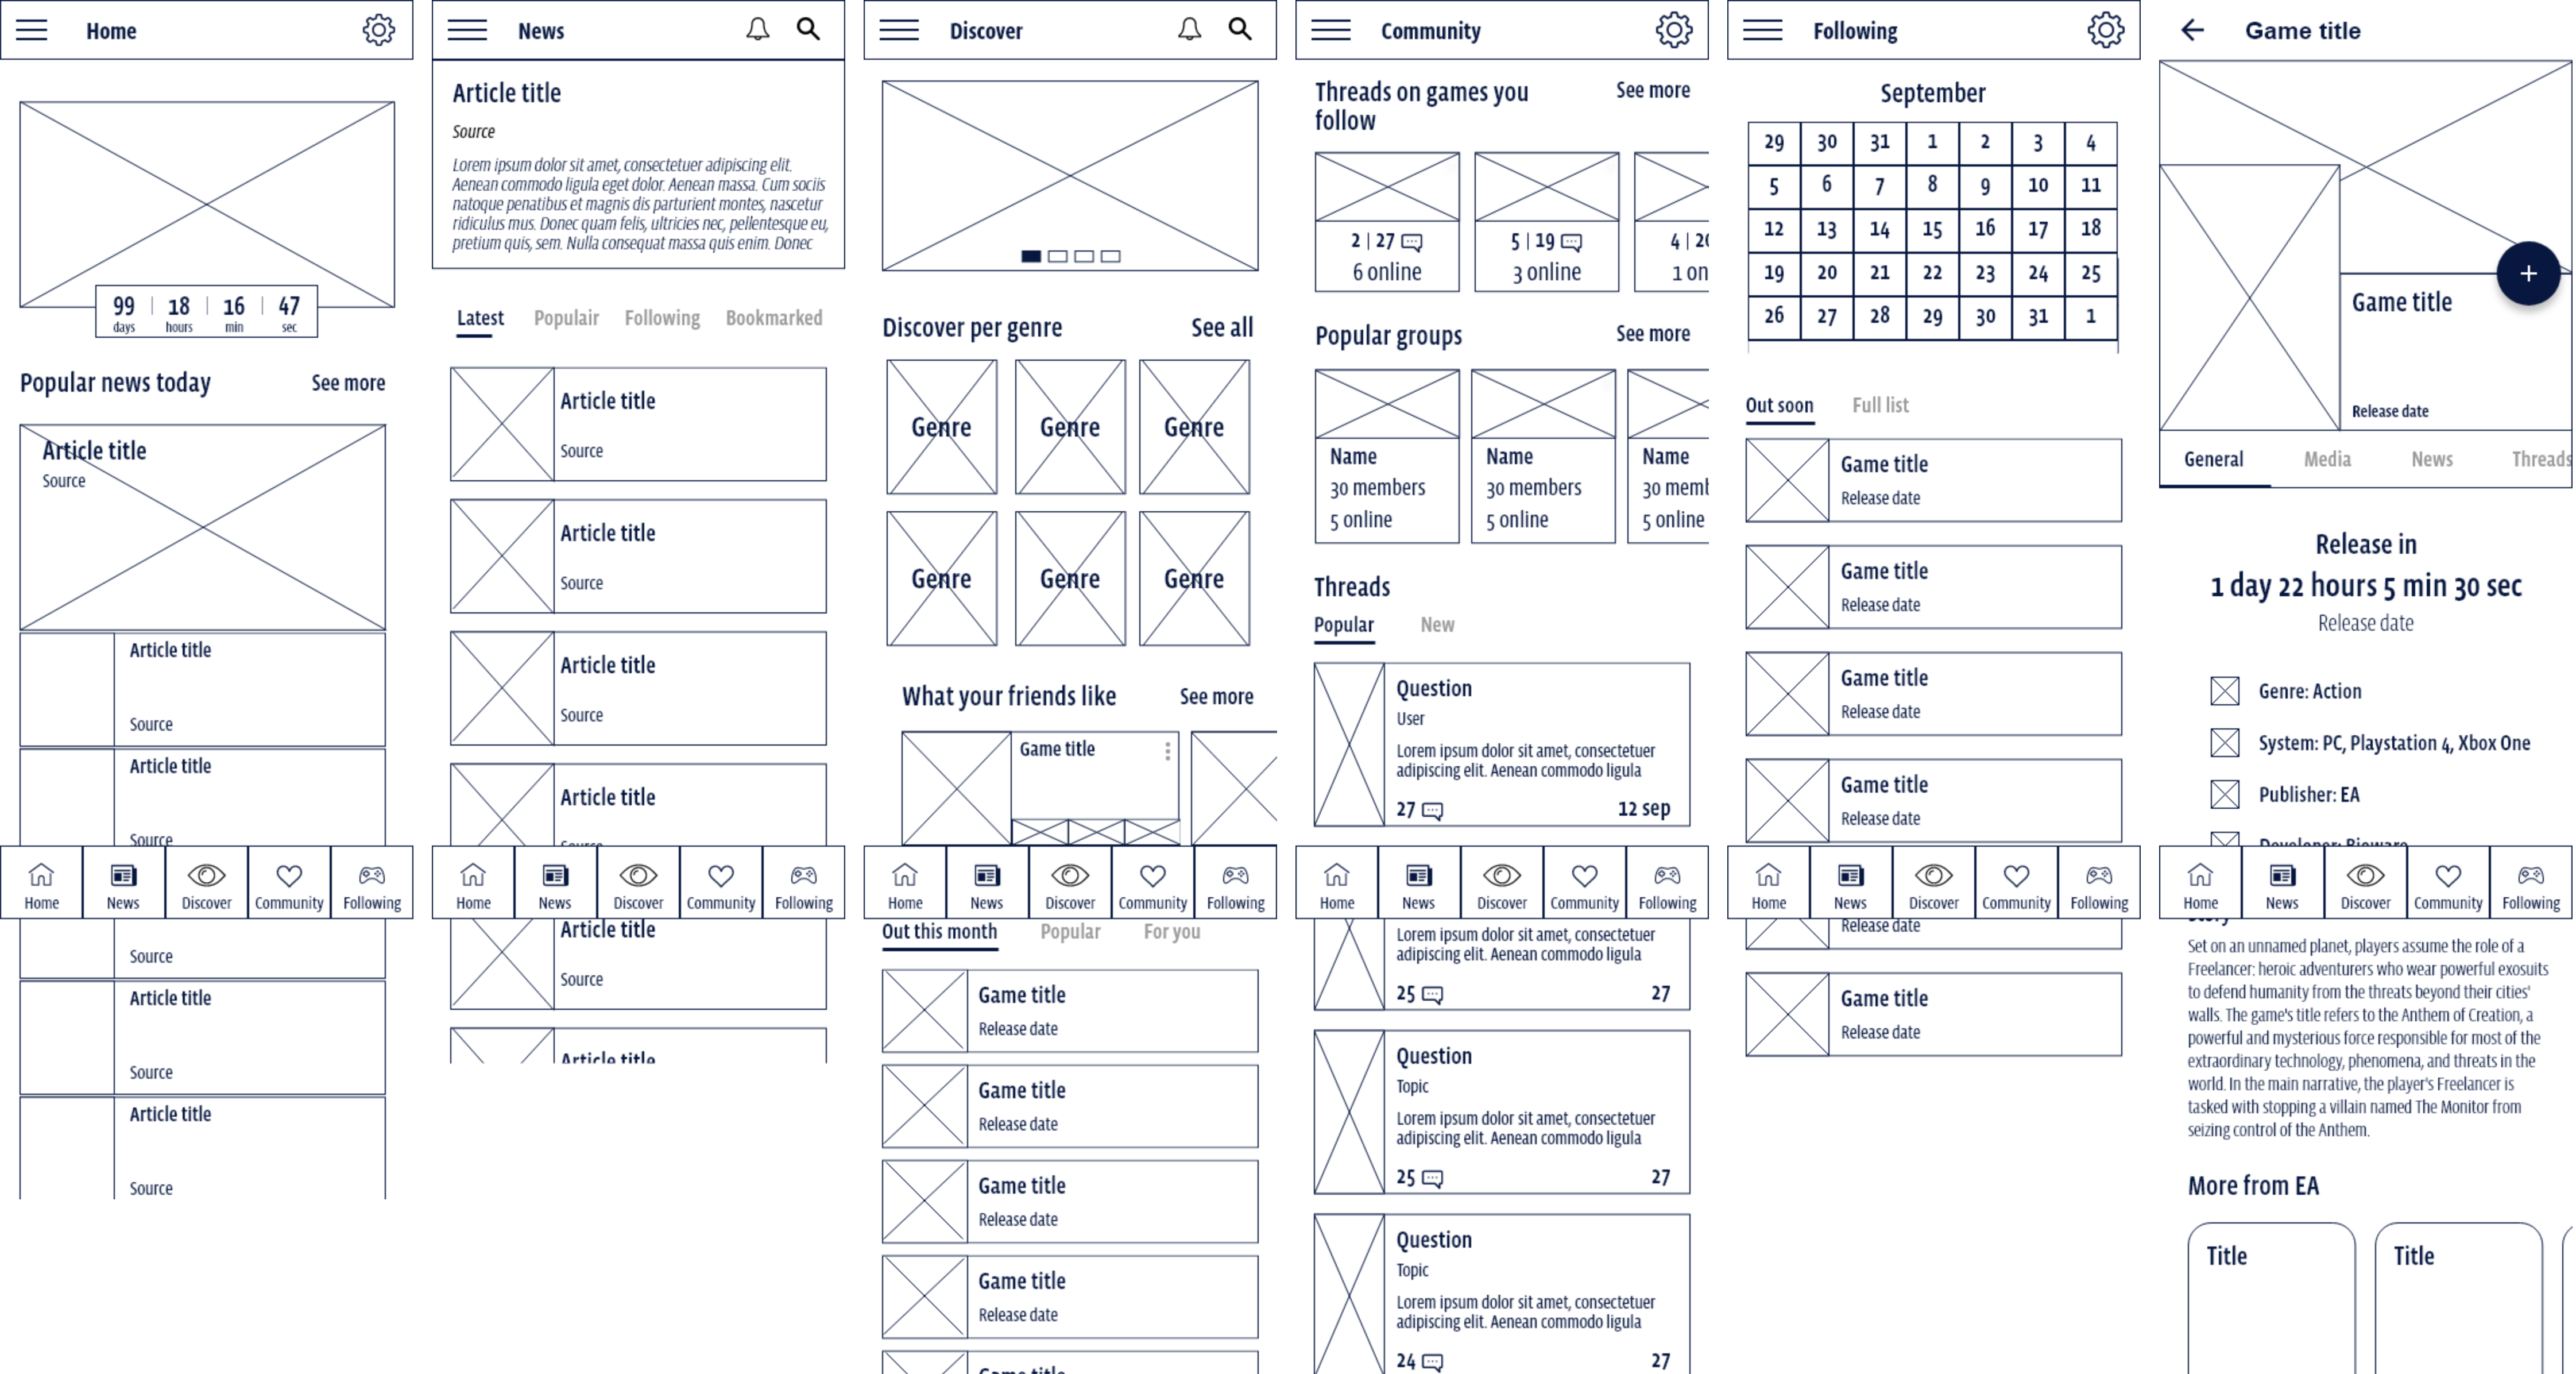 Home
99 18 16 47
days hours min sec
Popular news today See more
Article title
Source
Article title
Source
Article title
Source
Home News Discover Community Following
Source
Article title
Source
Article title
Source
News
Article title
Source
Lorem ipsum dolor sit amet, consectetuer adipiscing elit.
Aenean commodo ligula eget dolor. Aenean massa. Cum sociis
natoque penatibus et magnis dis parturient montes, nascetur
ridiculus mus. Donec quam felis, ultricies nec, pellentesque eu,
pretium quis, sem. Nulla consequat massa quis enim. Donec
Latest Populair Following Bookmarked
Article title
Source
Article title
Source
Article title
Source
Article title
Source
Home News Discover Community Following
Article title
Source
Article title
Discover
Discover per genre See all
Genre Genre Genre
Genre Genre Genre
What your friends like See more
Game title
Home News Discover Community Following
Out this month Popular For you
Game title
Release date
Game title
Release date
Game title
Release date
Game title
Release date
Game title
Community
Threads on games you See more
follow
2 | 27 5 | 19 4 | 2
6 online 3 online 1 on
Popular groups See more
Name Name Name
30 members 30 members 30 mem
5 online 5 online 5 online
Threads
Popular New
Question
User
Lorem ipsum dolor sit amet, consectetuer
adipiscing elit. Aenean commodo ligula
27 12 sep
Home News Discover Community Following
Lorem ipsum dolor sit amet, consectetuer
adipiscing elit. Aenean commodo ligula
25 27
Question
Topic
Lorem ipsum dolor sit amet, consectetuer
adipiscing elit. Aenean commodo ligula
25 27
Question
Topic
Lorem ipsum dolor sit amet, consectetuer
adipiscing elit. Aenean commodo ligula
24 27
Following
September
29 30 31 1 2 3 4
5 6 7 8 9 10 11
12 13 14 15 16 17 18
19 20 21 22 23 24 25
26 27 28 29 30 31 1
Out soon Full list
Game title
Release date
Game title
Release date
Game title
Release date
Game title
Release date
Home News Discover Community Following
Release date
Game title
Release date
Game title
Game title
Release date
General Media News Threads
Release in
1 day 22 hours 5 min 30 sec
Release date
Genre: Action
System: PC, Playstation 4, Xbox One
Publisher: EA
Developer: Bioware
Home News Discover Community Following
Story
Set on an unnamed planet, players assume the role of a
Freelancer: heroic adventurers who wear powerful exosuits
to defend humanity from the threats beyond their cities'
walls. The game's title refers to the Anthem of Creation, a
powerful and mysterious force responsible for most of the
extraordinary technology, phenomena, and threats in the
world. In the main narrative, the player's Freelancer is
tasked with stopping a villain named The Monitor from
seizing control of the Anthem.
More from EA
Title Title